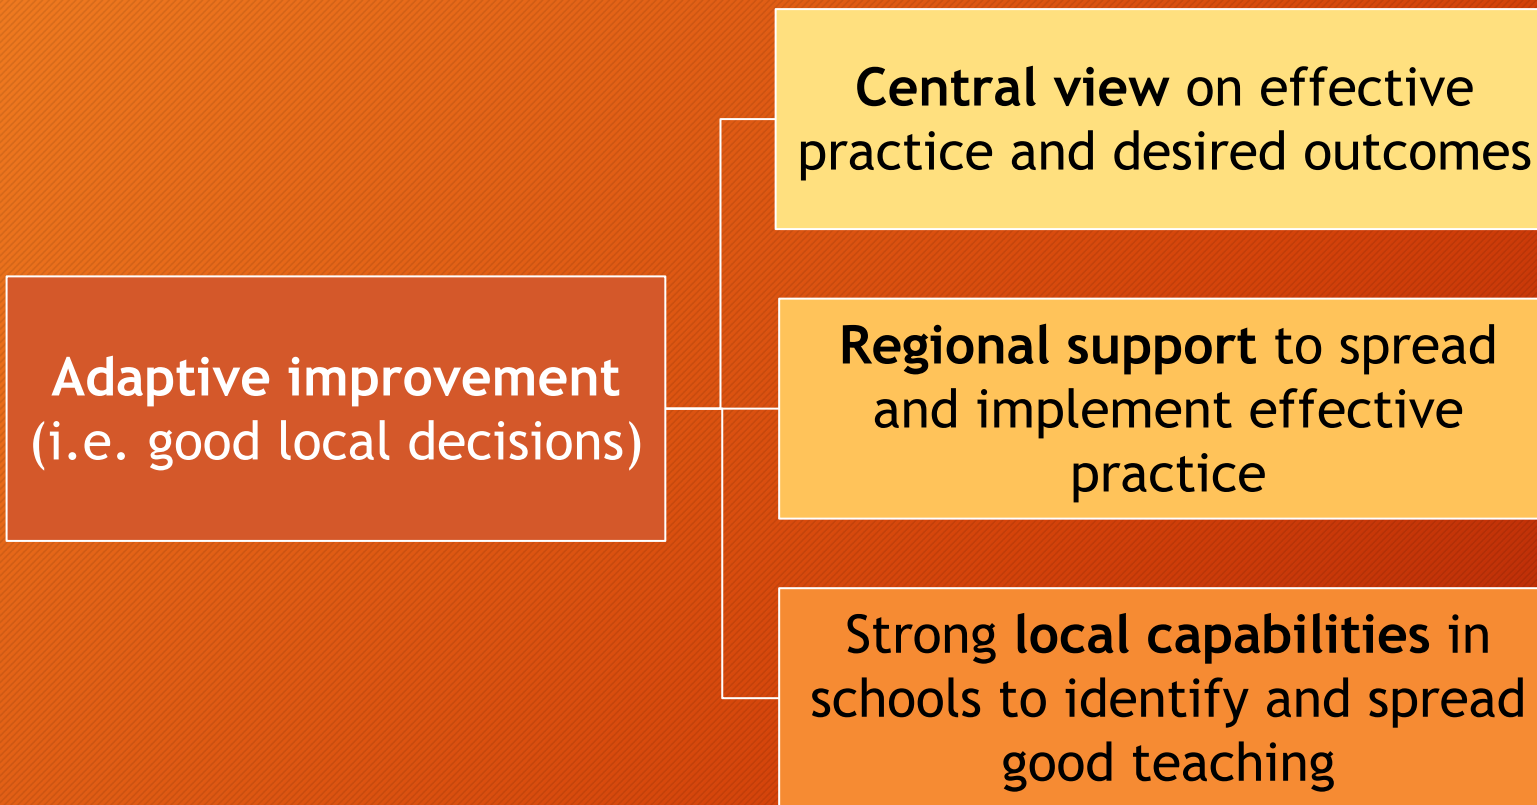 Central view on effective
practice and desired outcomes
Adaptive improvement
(i.e. good local decisions)
Regional support to spread
and implement effective
practice
Strong local capabilities in
schools to identify and spread
good teaching